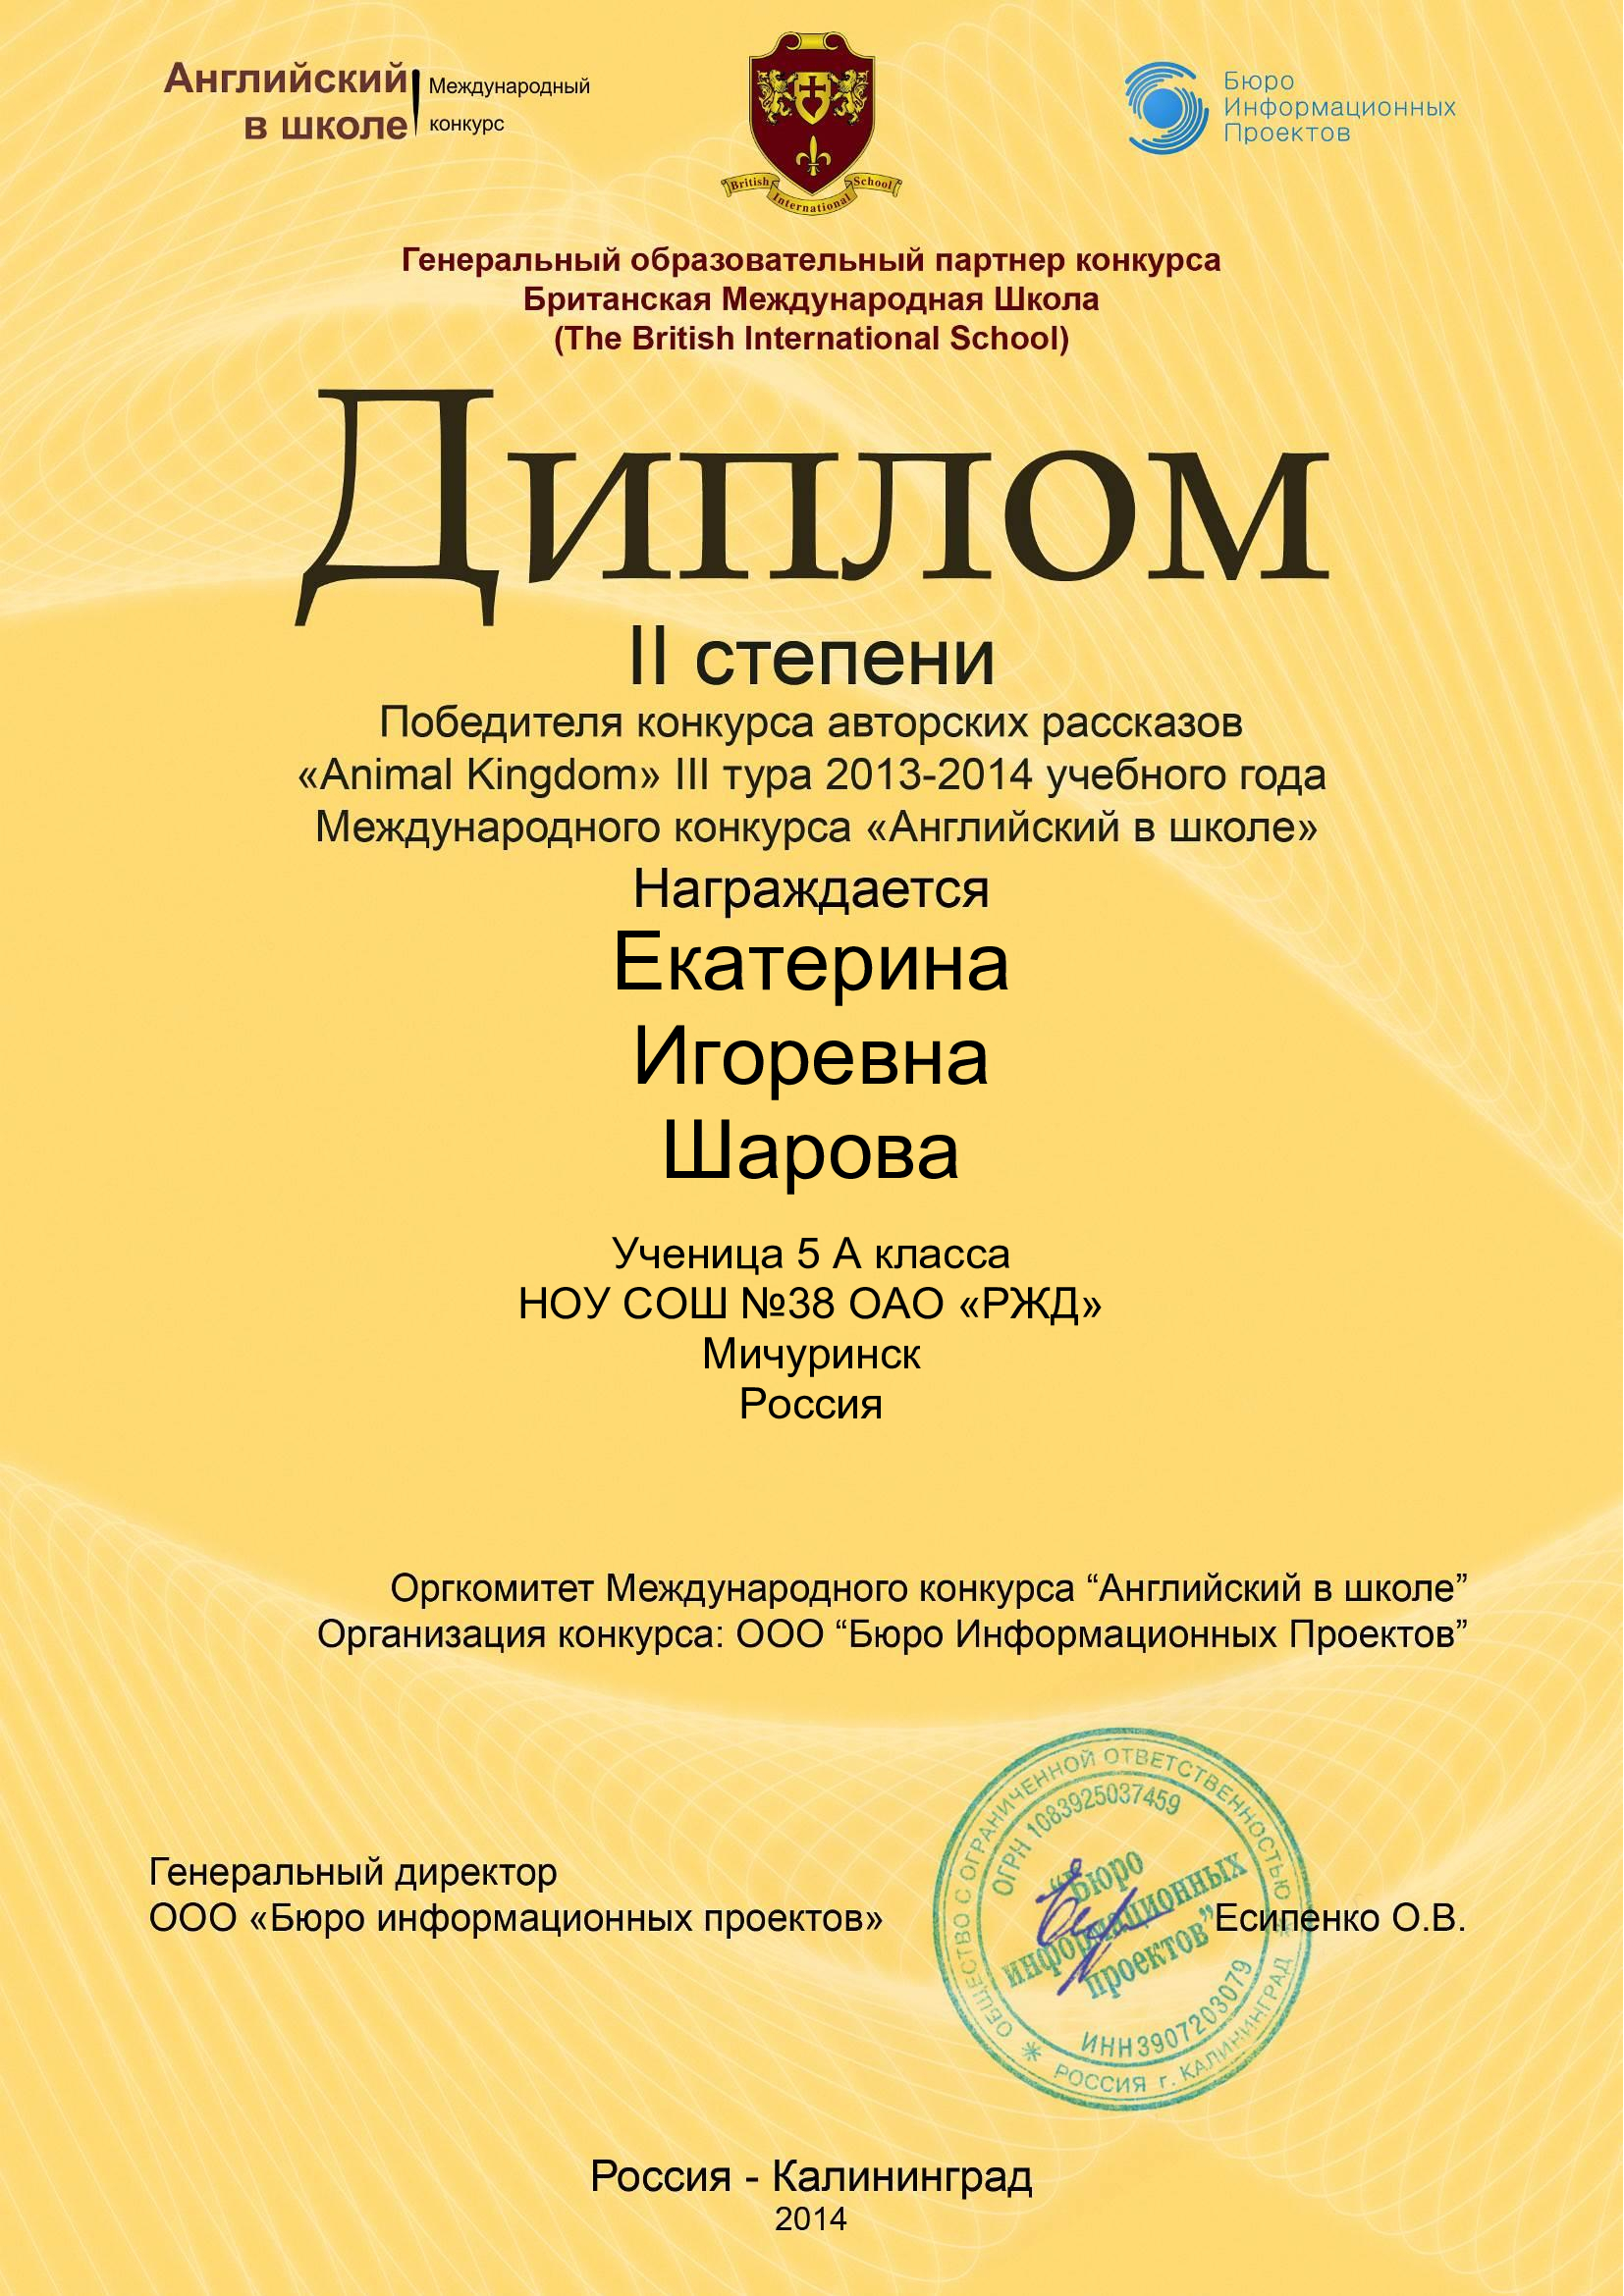 Английский
в школе
Международный
конкурс
British International School
Бюро
Информационных
Проектов
Генеральный образовательный партнер конкурса
Британская Международная Школа
(The British International School)
Диплом
II степени
Победителя конкурса авторских рассказов
«Animal Kingdom» III тура 2013-2014 учебного года
Международного конкурса «Английский в школе»
Награждается
Екатерина
Игоревна
Шарова
Ученица 5 А класса
НОУ СОШ №38 ОАО «РЖД»
Мичуринск
Россия
Оргкомитет Международного конкурса “Английский в школе”
Организация конкурса: ООО “Бюро Информационных Проектов”
Генеральный директор
ООО «Бюро информационных проектов»
Есипенко О.В.
ОБЩЕСТВО С ОГРАНИЧЕННОЙ ОТВЕТСТВЕННОСТЬЮ
ОГРН 1083925037459
“Бюро
информационных
проектов”
ИНН3907203079
РОССИЯ г. КАЛИНИНГРАД
Россия - Калининград
2014